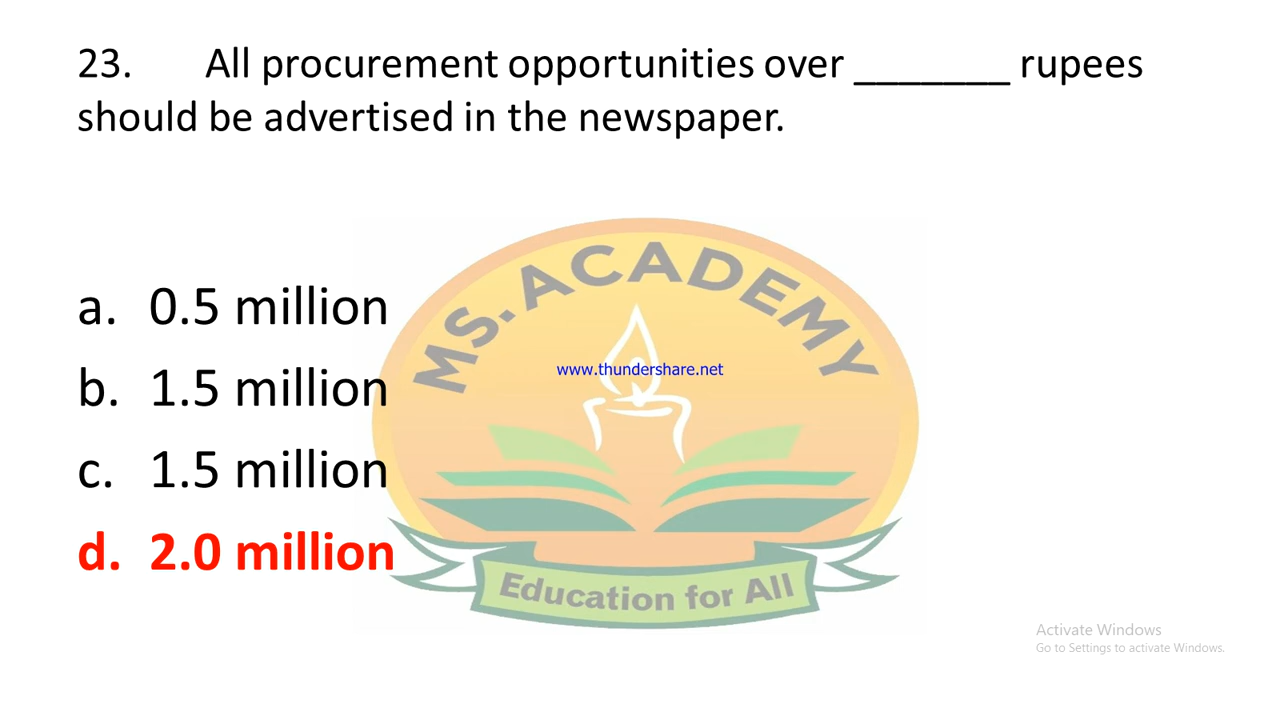 23. All procurement opportunities over _______ rupees
should be advertised in the newspaper.
MS. ACADEMY
a. 0.5 million
www.thundershare.net
b. 1.5 million
c. 1.5 million
d. 2.0 million
Education for All
Activate Windows
Go to Settings to activate Windows.